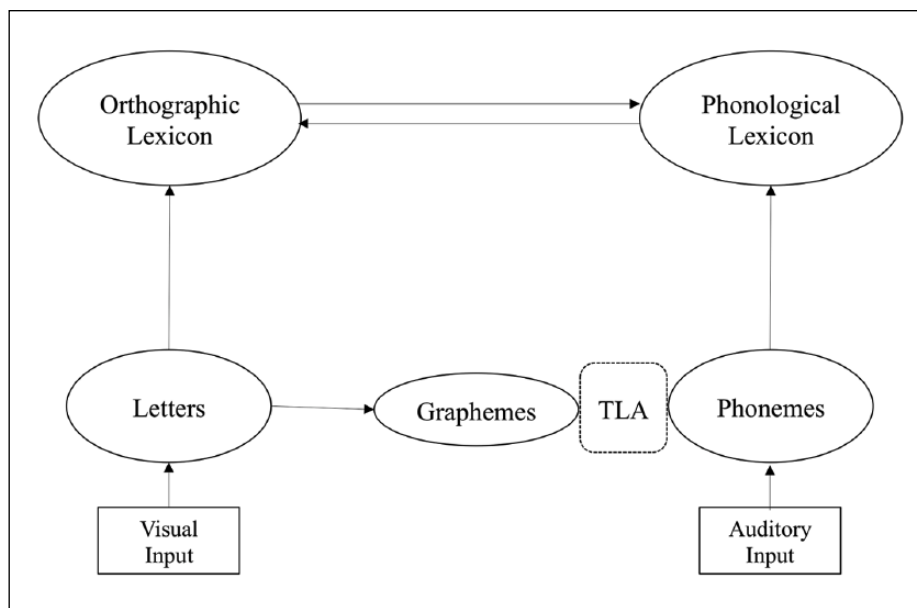 Orthographic
Lexicon
Phonological
Lexicon
Letters
Graphemes
TLA
Phonemes
Visual
Input
Auditory
Input